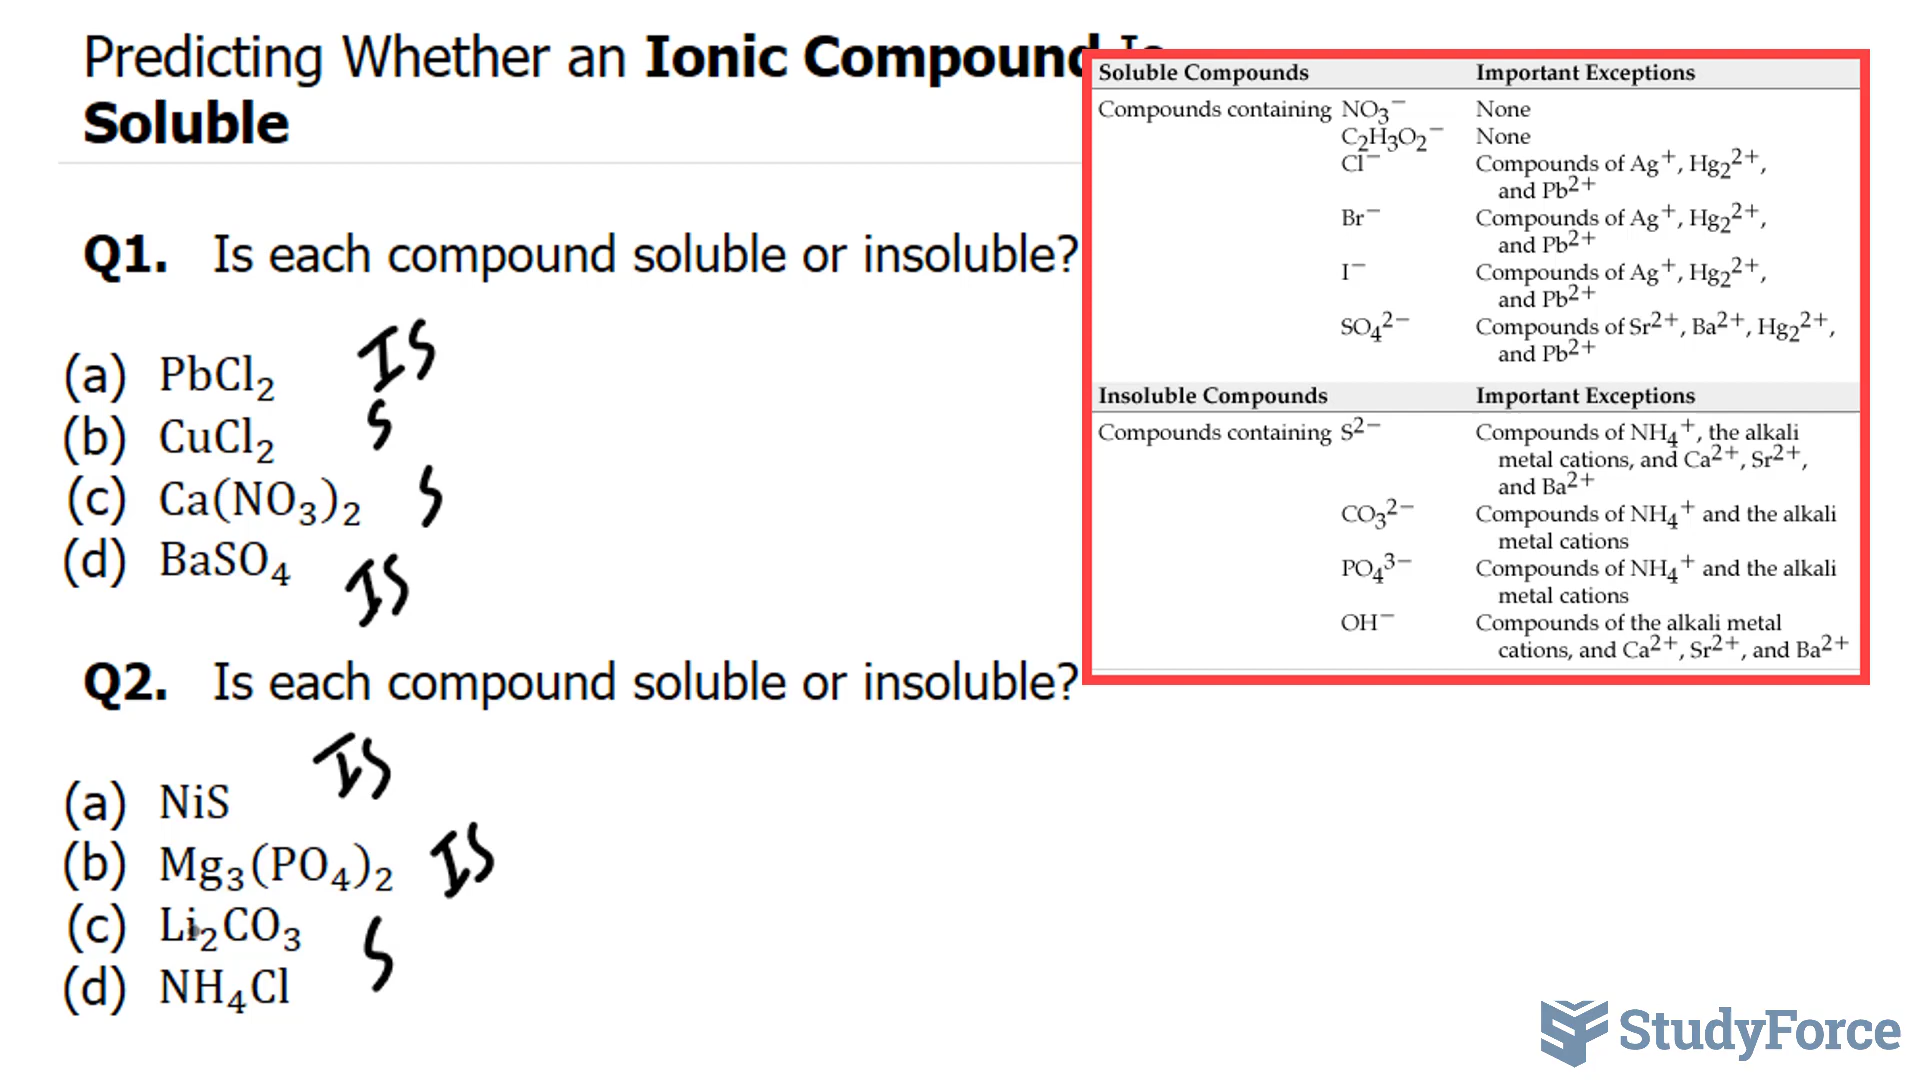 Predicting Whether an Ionic Compound Is
Soluble
Q1. Is each compound soluble or insoluble?
(a) PbCl₂ IS
(b) CuCl₂ S
(c) Ca(NO₃)₂ S
(d) BaSO₄ IS
Q2. Is each compound soluble or insoluble?
(a) NiS IS
(b) Mg₃(PO₄)₂ IS
(c) Li₂CO₃ S
(d) NH₄Cl
Soluble Compounds Important Exceptions
Compounds containing NO₃⁻ None
C₂H₃O₂⁻ None
Cl⁻ Compounds of Ag⁺, Hg₂²⁺,
and Pb²⁺
Br⁻ Compounds of Ag⁺, Hg₂²⁺,
and Pb²⁺
I⁻ Compounds of Ag⁺, Hg₂²⁺,
and Pb²⁺
SO₄²⁻ Compounds of Sr²⁺, Ba²⁺, Hg₂²⁺,
and Pb²⁺
Insoluble Compounds Important Exceptions
Compounds containing S²⁻ Compounds of NH₄⁺, the alkali
metal cations, and Ca²⁺, Sr²⁺,
and Ba²⁺
CO₃²⁻ Compounds of NH₄⁺ and the alkali
metal cations
PO₄³⁻ Compounds of NH₄⁺ and the alkali
metal cations
OH⁻ Compounds of the alkali metal
cations, and Ca²⁺, Sr²⁺, and Ba²⁺
StudyForce